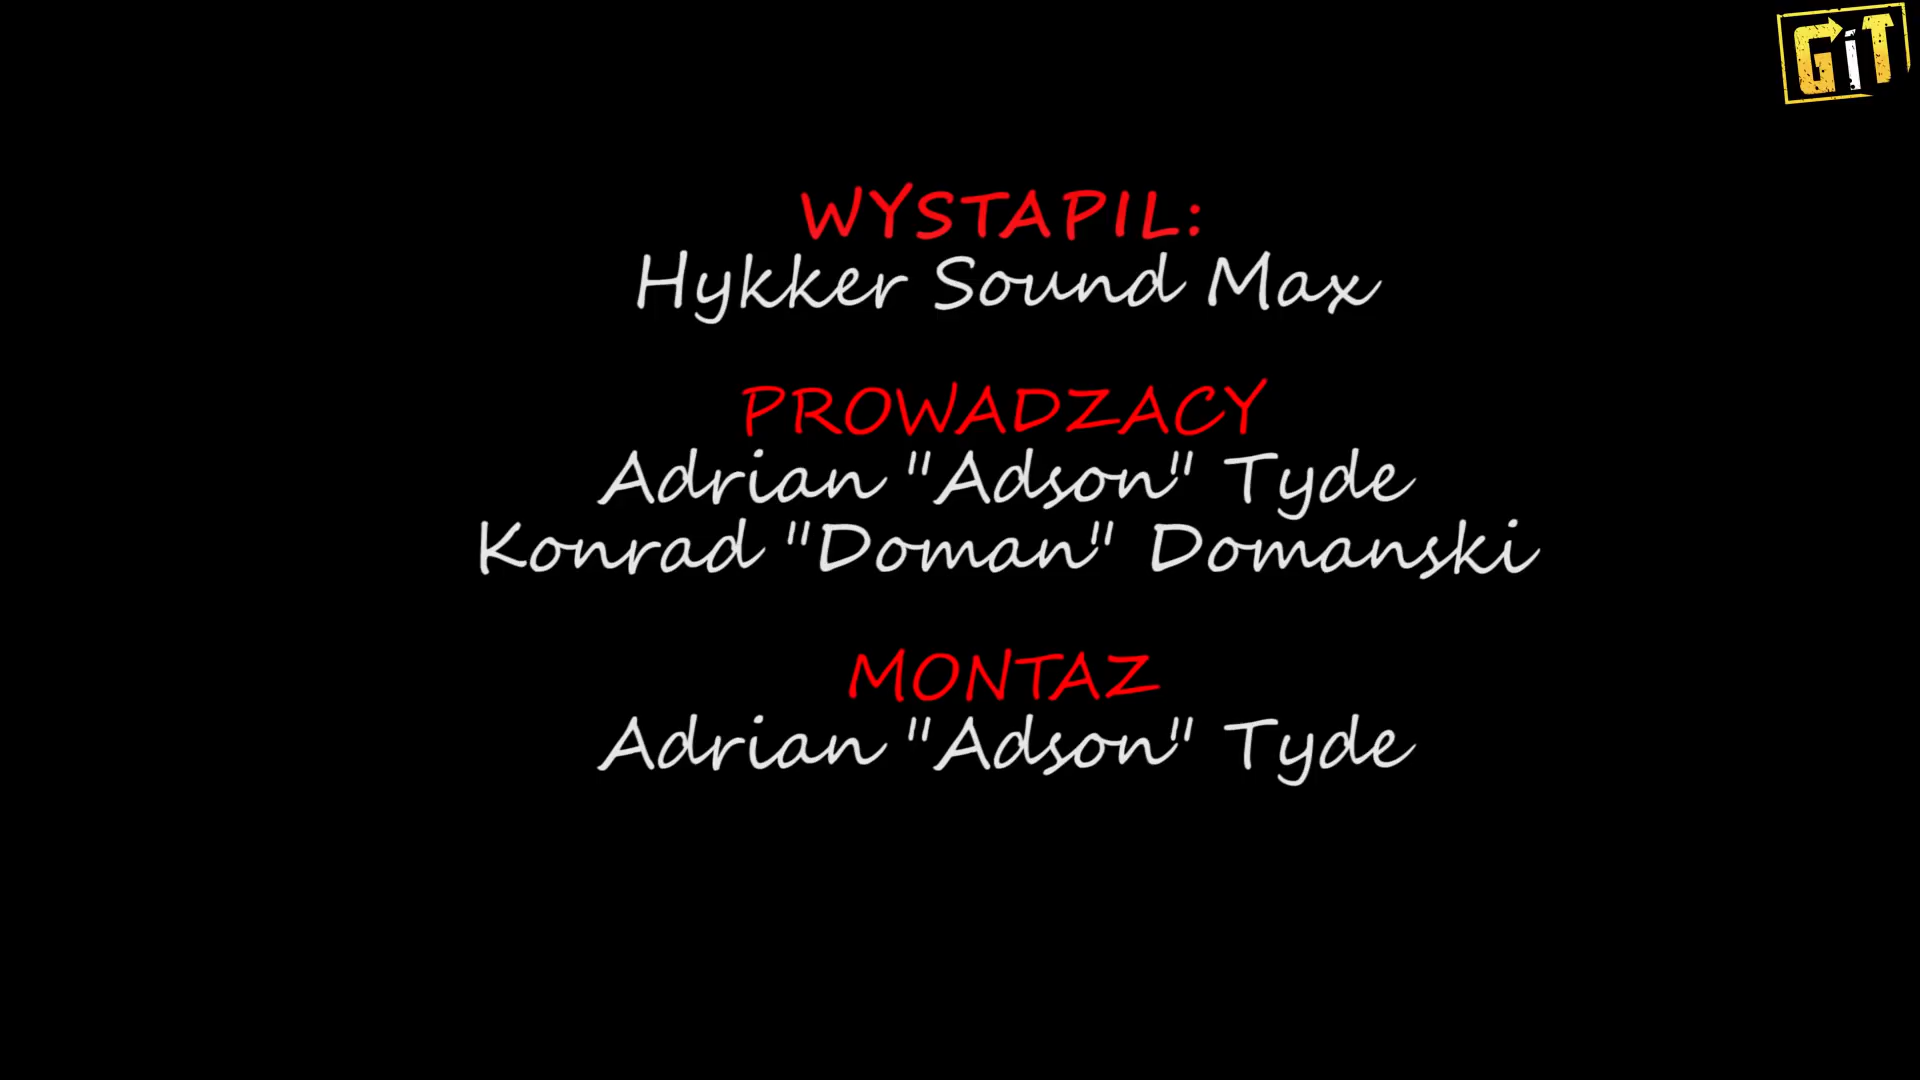 GiT
WYSTAPIL:
Hykker Sound Max
PROWADZACY
Adrian "Adson" Tyde
Konrad "Doman" Domanski
MONTAZ
Adrian "Adson" Tyde